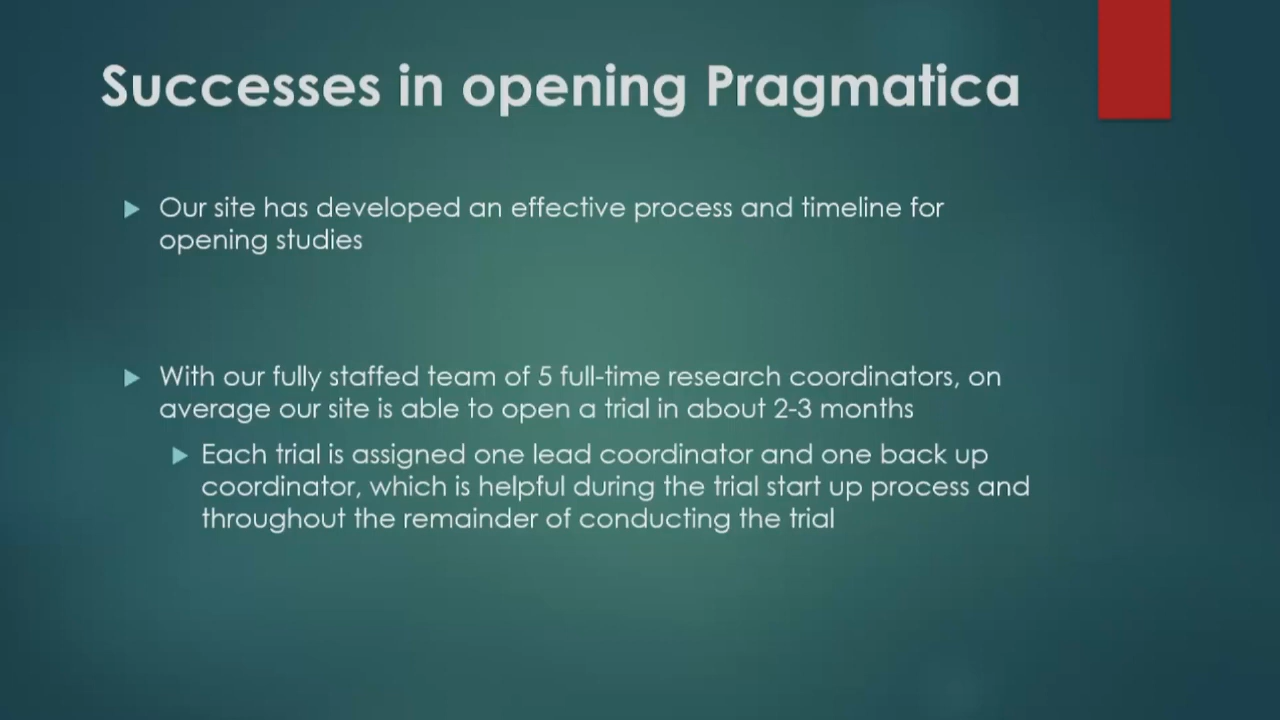 Successes in opening Pragmatica
Our site has developed an effective process and timeline for
opening studies
With our fully staffed team of 5 full-time research coordinators, on
average our site is able to open a trial in about 2-3 months
Each trial is assigned one lead coordinator and one back up
coordinator, which is helpful during the trial start up process and
throughout the remainder of conducting the trial